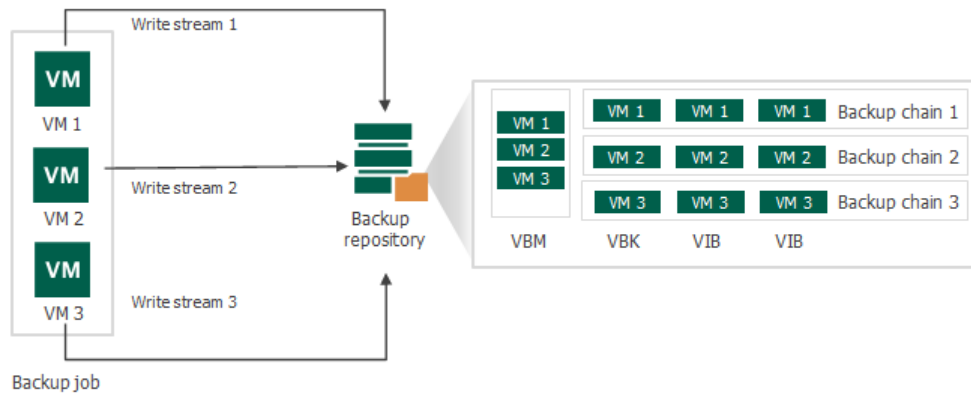 Write stream 1
VM
VM 1
VM
VM 2
Write stream 2
VM
VM 3
Write stream 3
Backup job
Backup
repository
VM 1
VM 2
VM 3
VM 1 VM 1 VM 1 Backup chain 1
VM 2 VM 2 VM 2 Backup chain 2
VM 3 VM 3 VM 3 Backup chain 3
VBM VBK VIB VIB